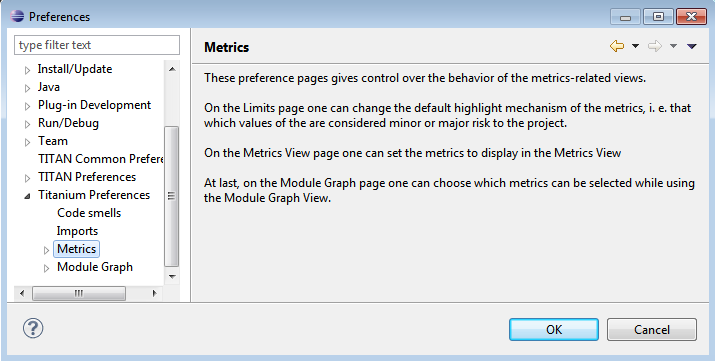 Preferences
type filter text
Install/Update
Java
Plug-in Development
Run/Debug
Team
TITAN Common Prefere
TITAN Preferences
Titanium Preferences
Code smells
Imports
Metrics
Module Graph
Metrics
These preference pages gives control over the behavior of the metrics-related views.
On the Limits page one can change the default highlight mechanism of the metrics, i. e. that
which values of the are considered minor or major risk to the project.
On the Metrics View page one can set the metrics to display in the Metrics View
At last, on the Module Graph page one can choose which metrics can be selected while using
the Module Graph View.
?
OK
Cancel